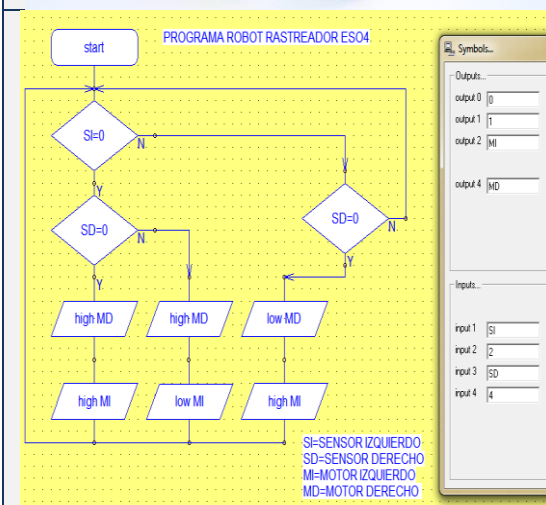 PROGRAMA ROBOT RASTREADOR ESO4
start
SI=0
N
Y
SD=0
N
Y
SD=0
N
Y
high MD
high MD
low MD
high MI
low MI
high MI
SI=SENSOR IZQUIERDO
SD=SENSOR DERECHO
MI=MOTOR IZQUIERDO
MD=MOTOR DERECHO
Symbols...
Outputs...
output 0 0
output 1 1
output 2 MI
output 4 MD
Inputs...
input 1 SI
input 2 2
input 3 SD
input 4 4